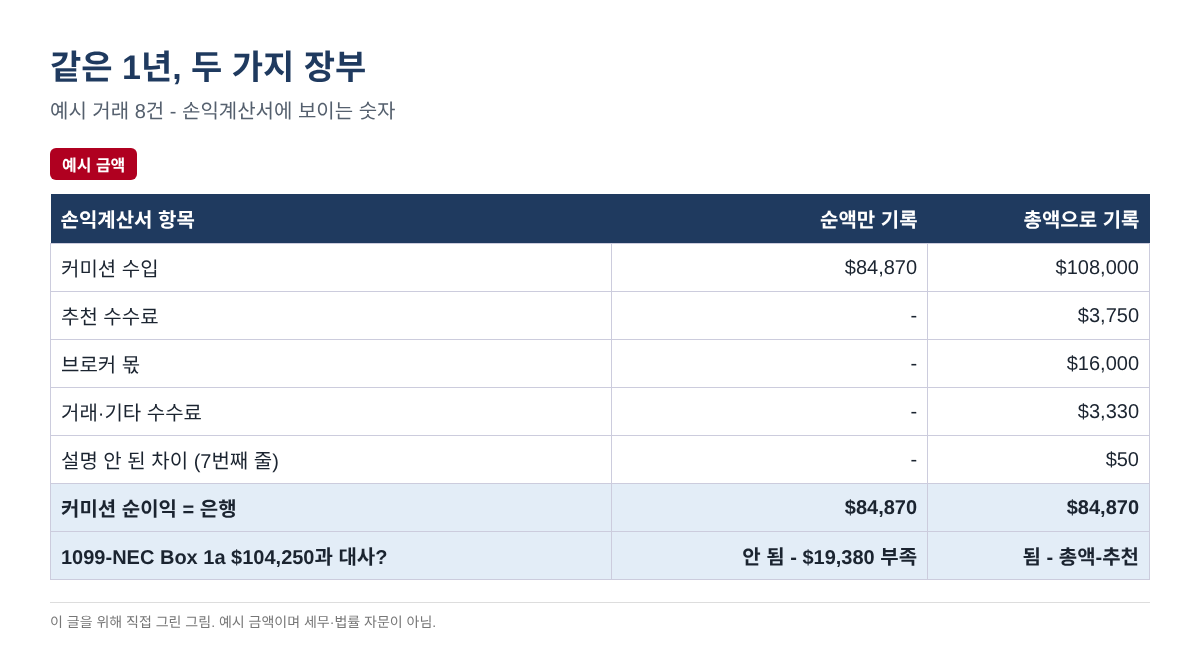 같은 1년, 두 가지 장부
예시 거래 8건 - 손익계산서에 보이는 숫자
예시 금액
손익계산서 항목 순액만 기록 총액으로 기록
커미션 수입 $84,870 $108,000
추천 수수료 - $3,750
브로커 몫 - $16,000
거래·기타 수수료 - $3,330
설명 안 된 차이 (7번째 줄) - $50
커미션 순이익 = 은행 $84,870 $84,870
1099-NEC Box 1a $104,250과 대사? 안 됨 - $19,380 부족 됨 - 총액-추천
이 글을 위해 직접 그린 그림. 예시 금액이며 세무·법률 자문이 아님.